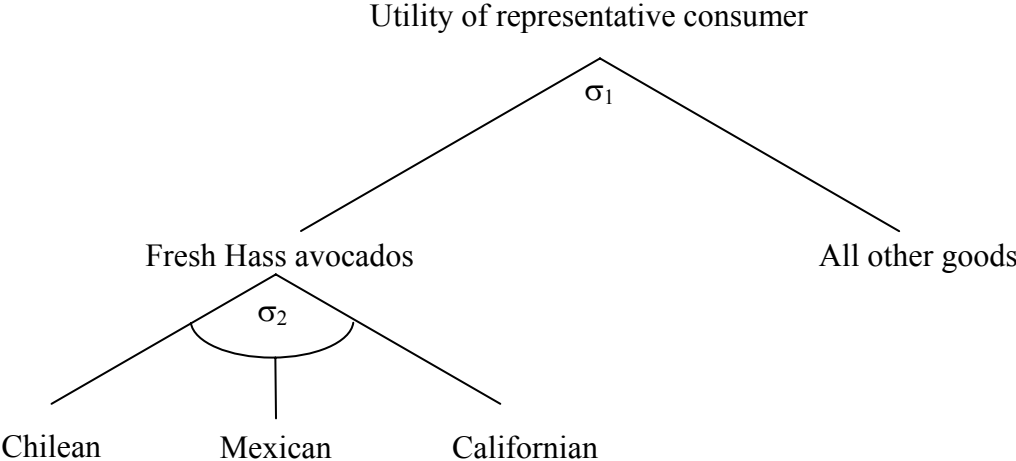 Utility of representative consumer
σ1
Fresh Hass avocados
All other goods
σ2
Chilean
Mexican
Californian